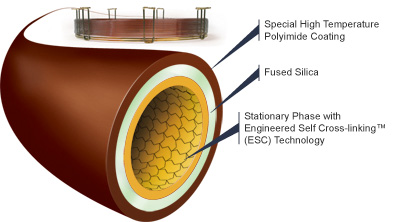 Special High Temperature
Polyimide Coating
Fused Silica
Stationary Phase with
Engineered Self Cross-linking™
(ESC) Technology